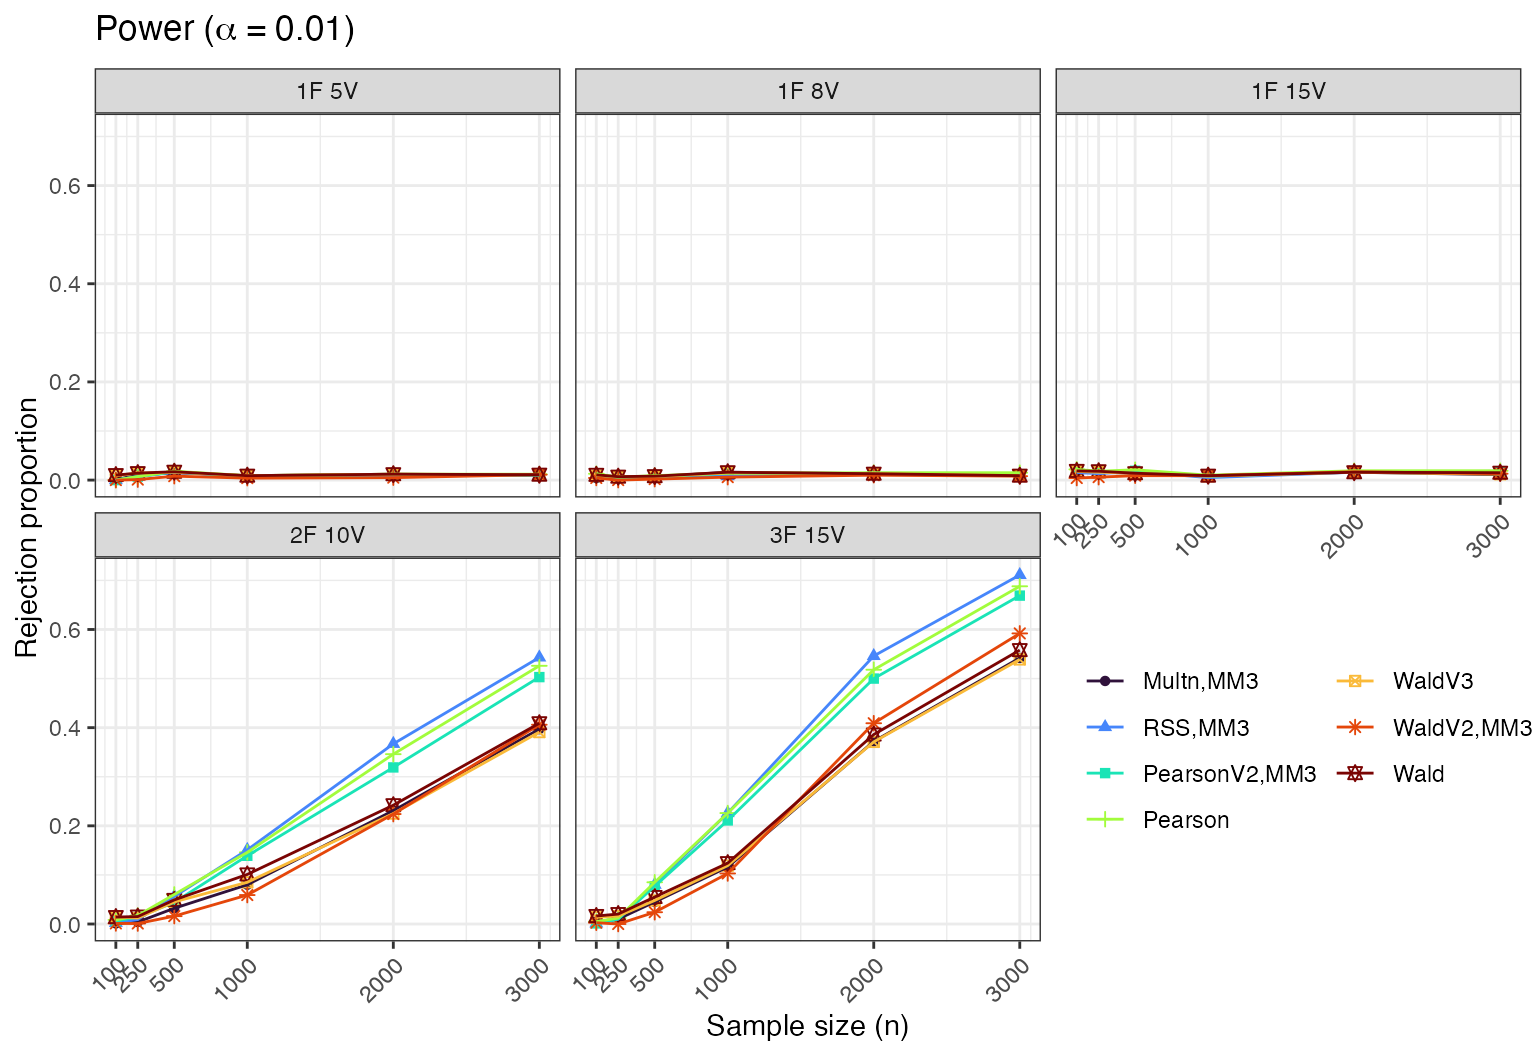 Power (α = 0.01)
1F 5V
1F 8V
1F 15V
0.6
0.4
0.2
0.0
100
250
500
1000
2000
3000
2F 10V
3F 15V
0.6
0.4
0.2
0.0
100
250
500
1000
2000
3000
100
250
500
1000
2000
3000
Rejection proportion
Sample size (n)
Multn,MM3
RSS,MM3
PearsonV2,MM3
Pearson
WaldV3
WaldV2,MM3
Wald